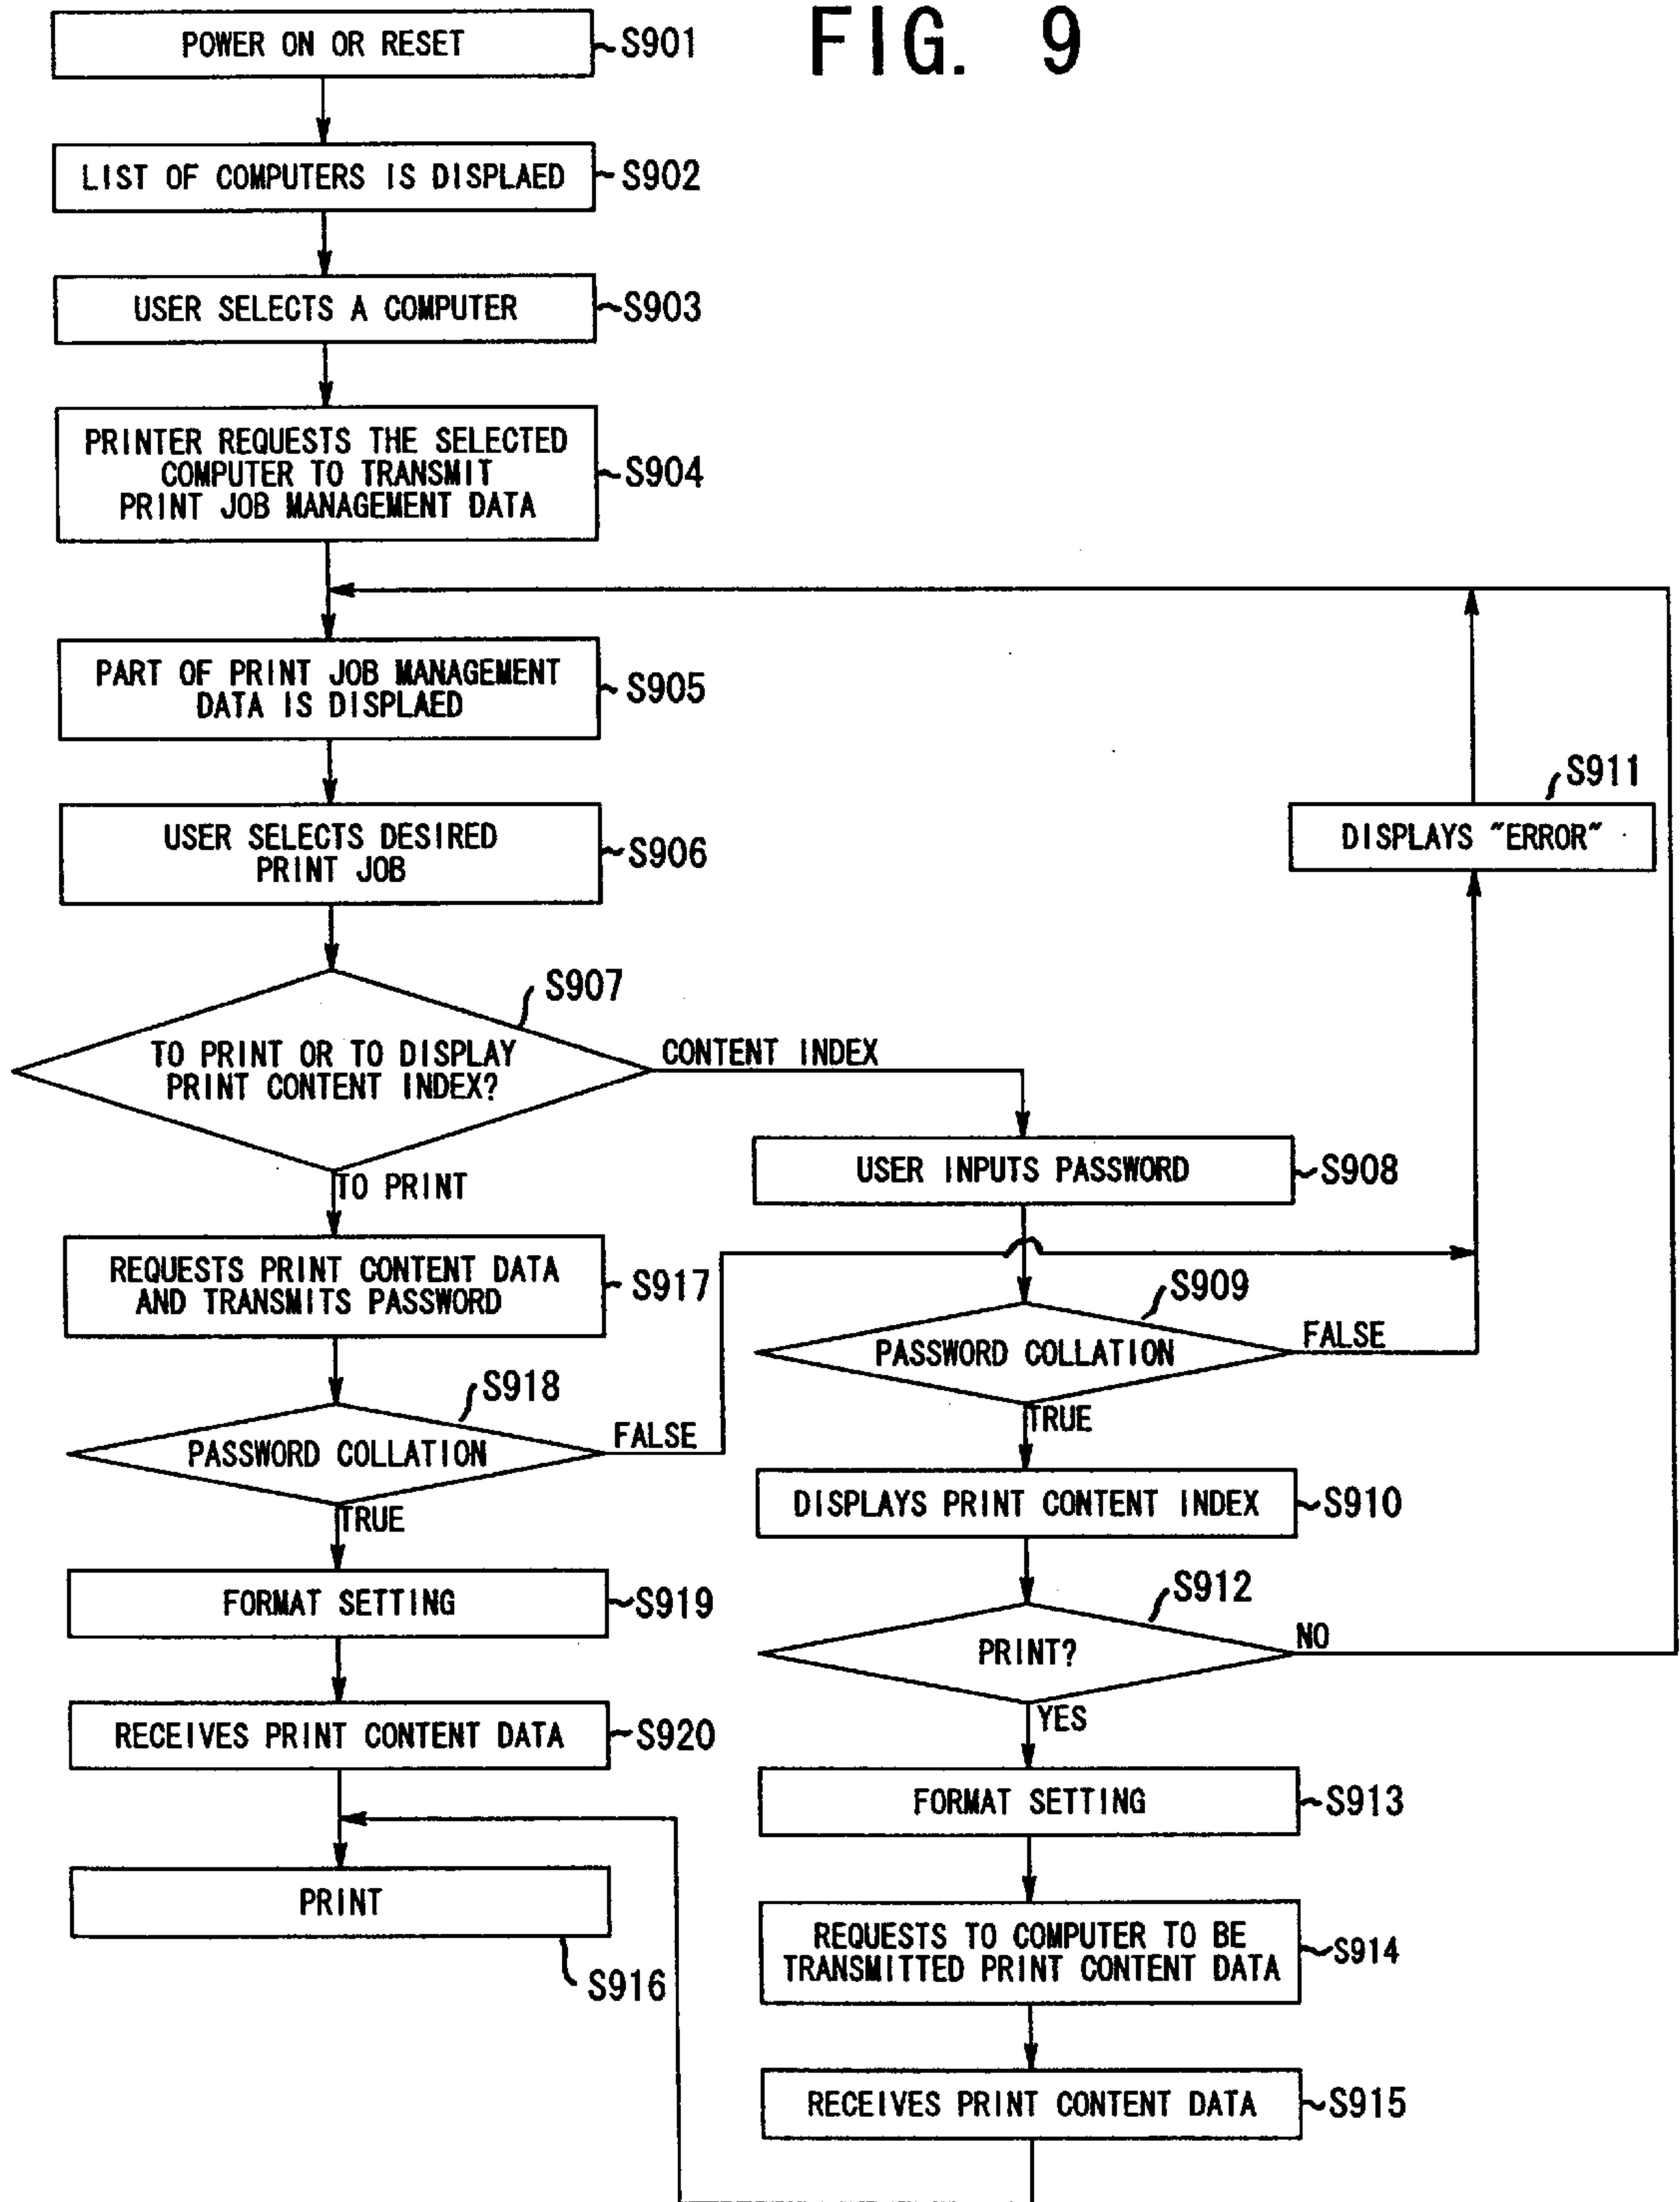 FIG. 9
POWER ON OR RESET
S901
LIST OF COMPUTERS IS DISPLAED
S902
USER SELECTS A COMPUTER
S903
PRINTER REQUESTS THE SELECTED
COMPUTER TO TRANSMIT
PRINT JOB MANAGEMENT DATA
S904
PART OF PRINT JOB MANAGEMENT
DATA IS DISPLAED
S905
USER SELECTS DESIRED
PRINT JOB
S906
S911
DISPLAYS "ERROR"
S907
TO PRINT OR TO DISPLAY
PRINT CONTENT INDEX?
CONTENT INDEX
TO PRINT
USER INPUTS PASSWORD
S908
REQUESTS PRINT CONTENT DATA
AND TRANSMITS PASSWORD
S917
S909
PASSWORD COLLATION
FALSE
TRUE
S918
PASSWORD COLLATION
FALSE
TRUE
DISPLAYS PRINT CONTENT INDEX
S910
FORMAT SETTING
S919
S912
PRINT?
NO
YES
RECEIVES PRINT CONTENT DATA
S920
FORMAT SETTING
S913
PRINT
S916
REQUESTS TO COMPUTER TO BE
TRANSMITTED PRINT CONTENT DATA
S914
RECEIVES PRINT CONTENT DATA
S915